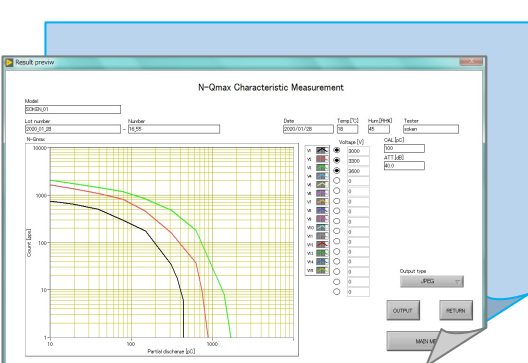 Result previw
N-Qmax Characteristic Measurement
Model
SOKEN_01
Lot number Number Date Temp.[℃] Hum.[RH%] Tester
2020_01_28 - 16_55 2020/01/28 18 45 soken
N-Qmax
Voltage [V] CAL.[pC]
V1 3000 100
V2 3300 ATT.[dB]
V3 3600 40.0
V4 0
V5 0
V6 0
V7 0
V8 0
V9 0
V10 0
V11 0
V12 0
V13 0
V14 0
V15 0
0
0
10000
1000
100
10
1
Count [pps]
10 100 1000 10000
Partial discharge [pC]
Output type
JPEG
OUTPUT RETURN